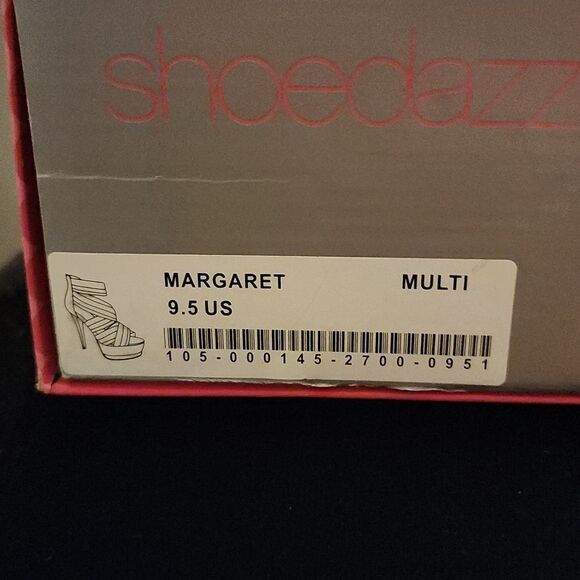 shoedazz
MARGARET MULTI
9.5 US
105-000145-2700-0951